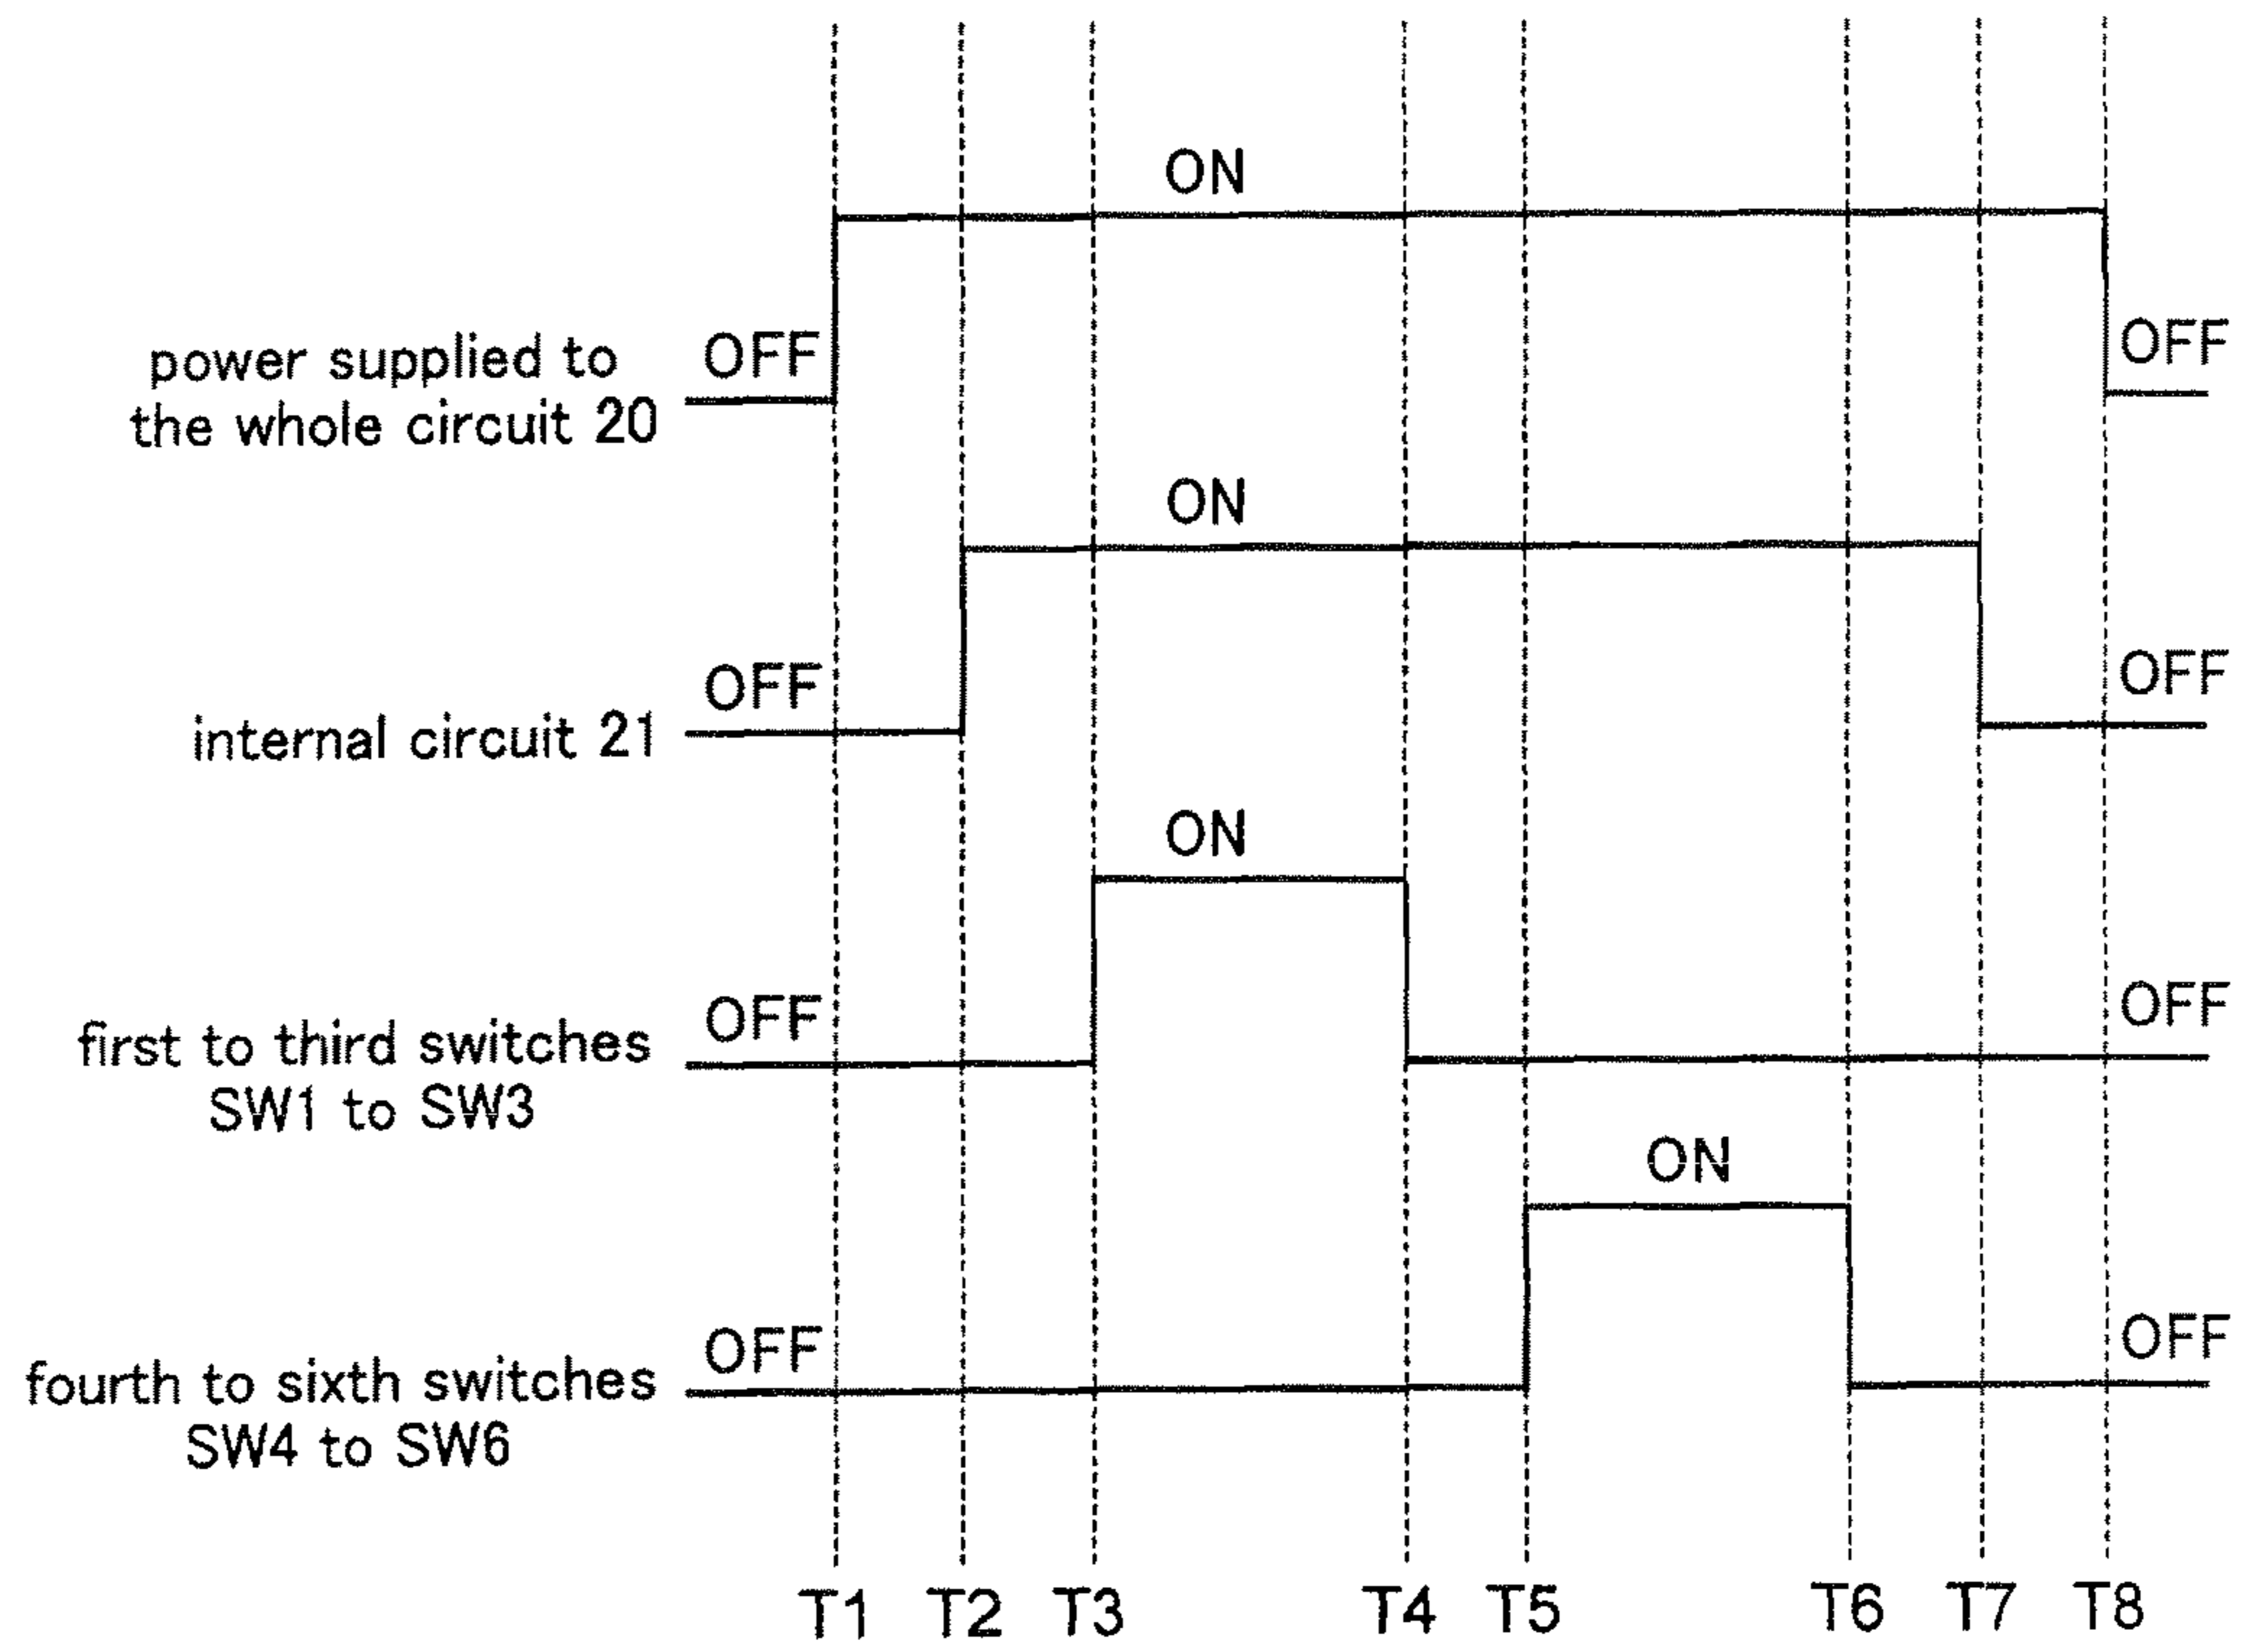 ON
power supplied to
the whole circuit 20
OFF
OFF
ON
internal circuit 21
OFF
OFF
ON
first to third switches
SW1 to SW3
OFF
OFF
ON
fourth to sixth switches
SW4 to SW6
OFF
OFF
T1 T2 T3 T4 T5 T6 T7 T8